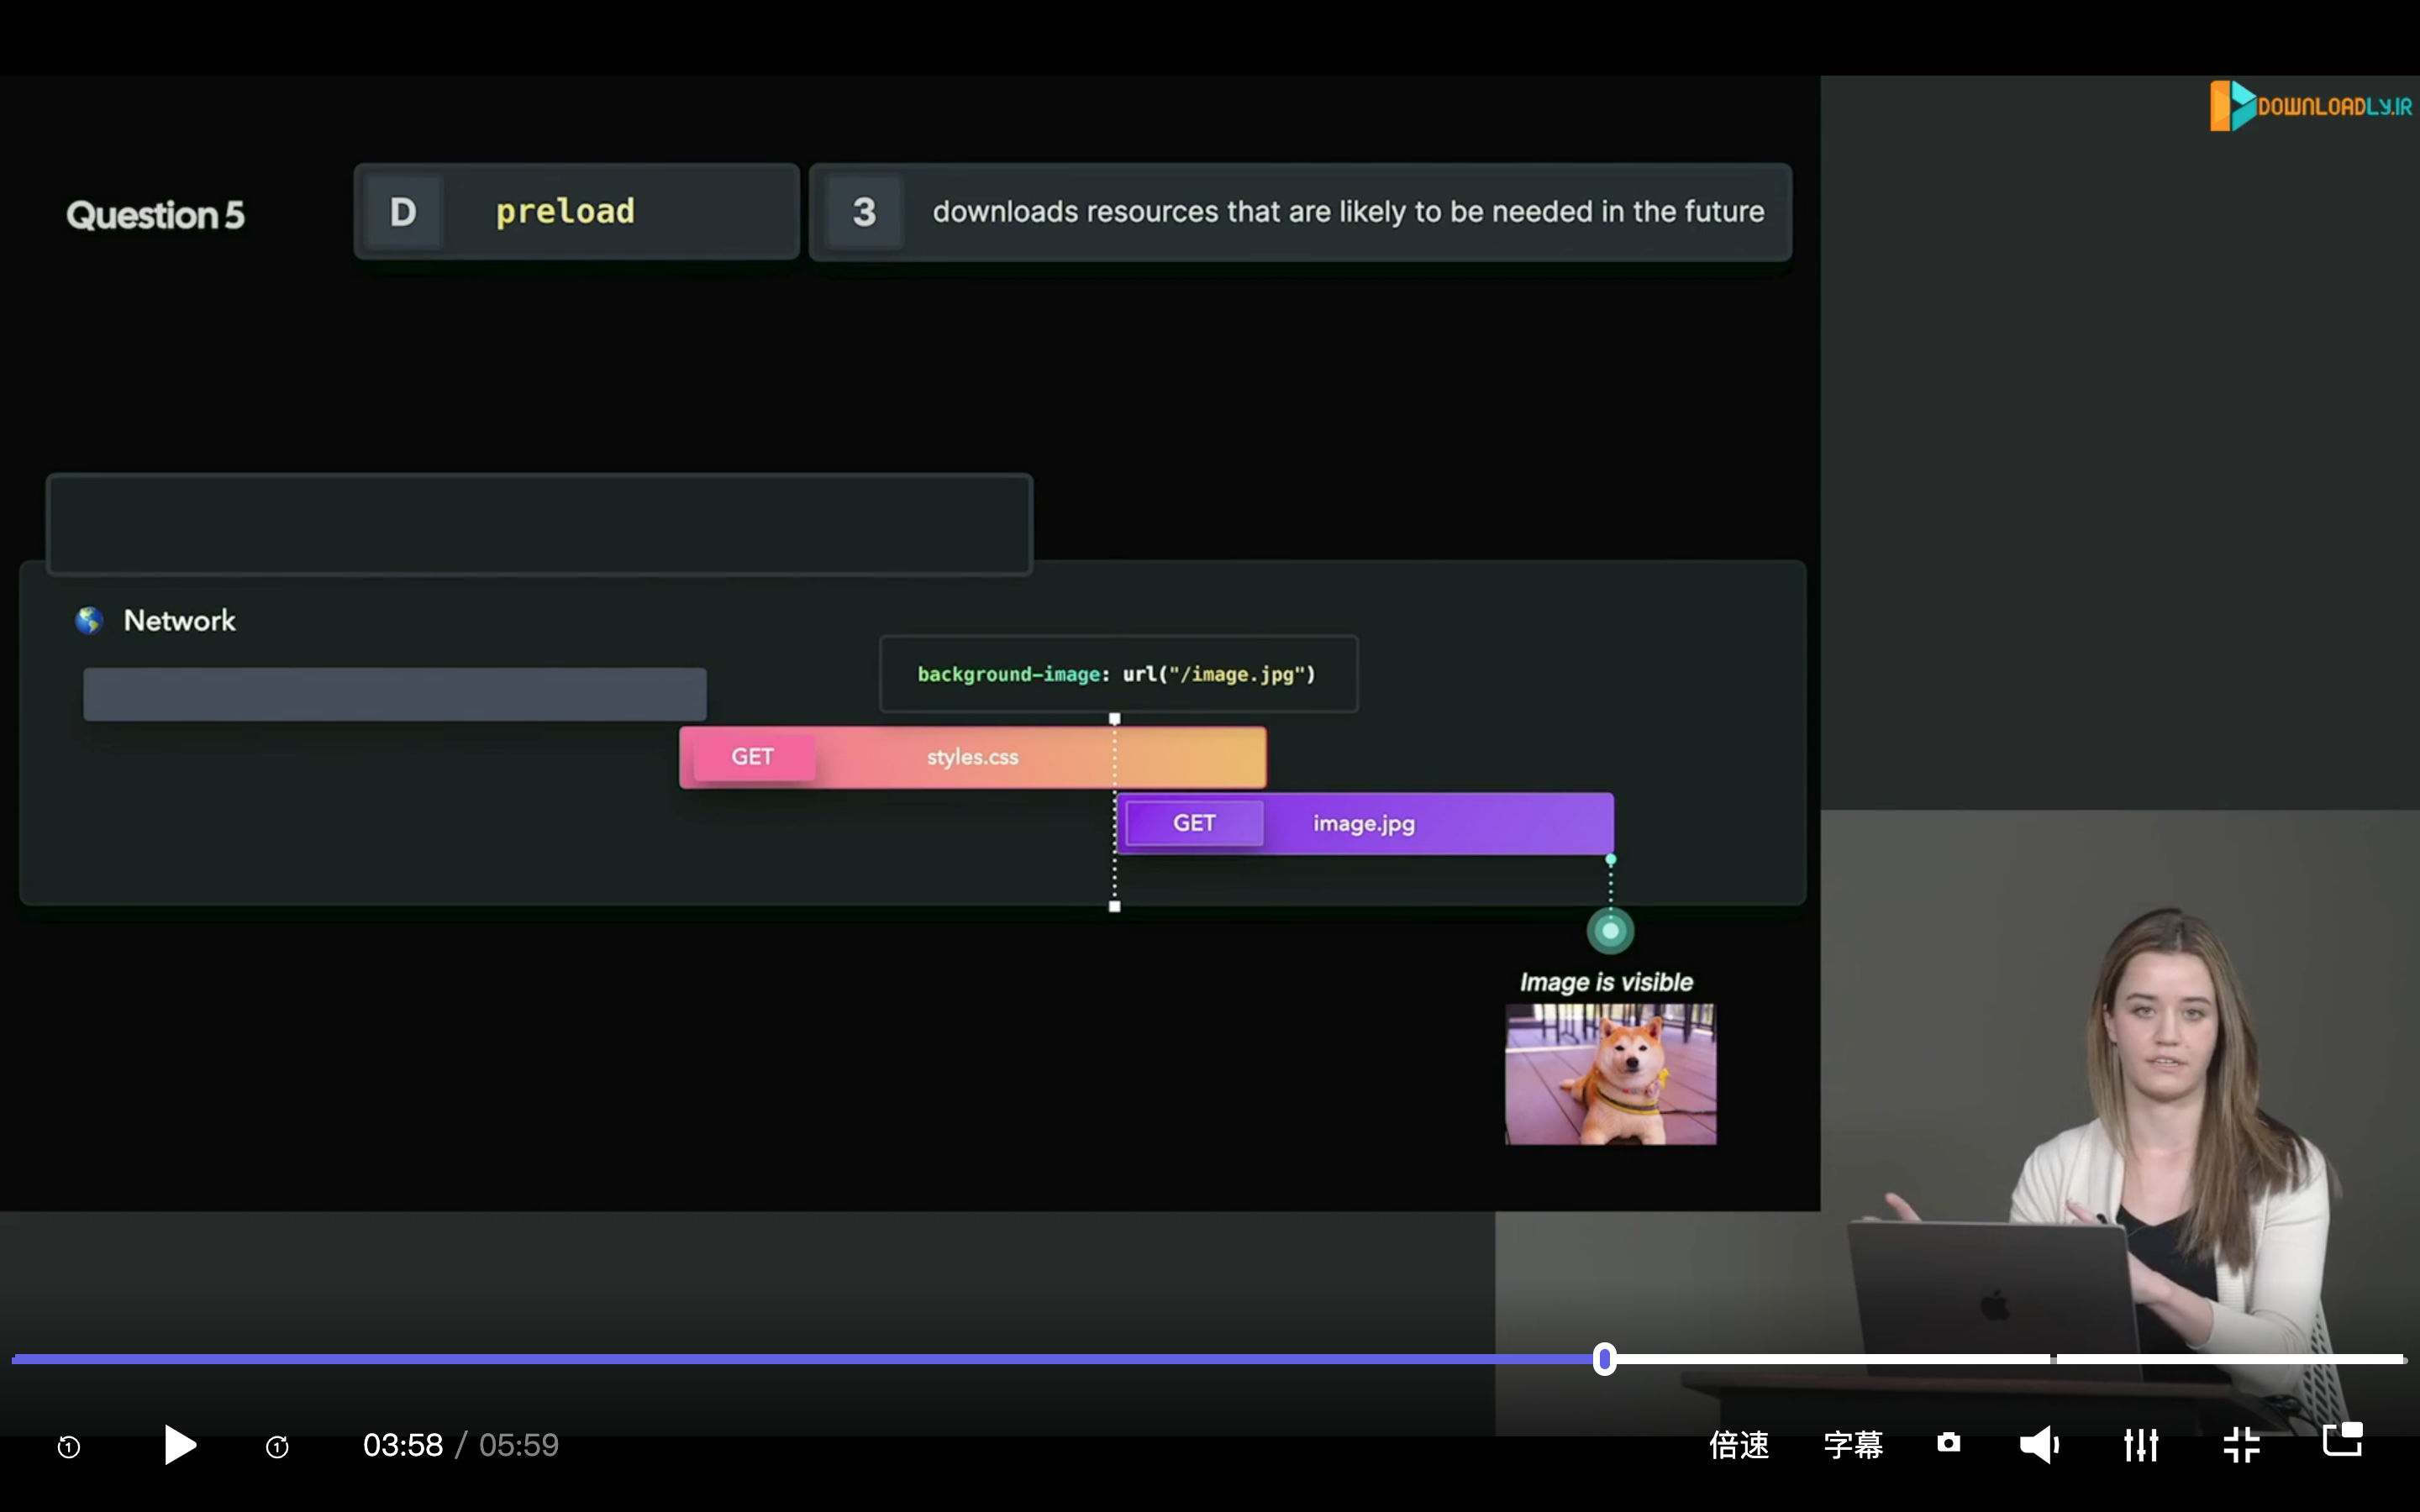 DOWNLOADLY.IR
Question 5
D
preload
3
downloads resources that are likely to be needed in the future
Network
background-image: url("/image.jpg")
GET
styles.css
GET
image.jpg
Image is visible
1
1
03:58 / 05:59
倍速
字幕